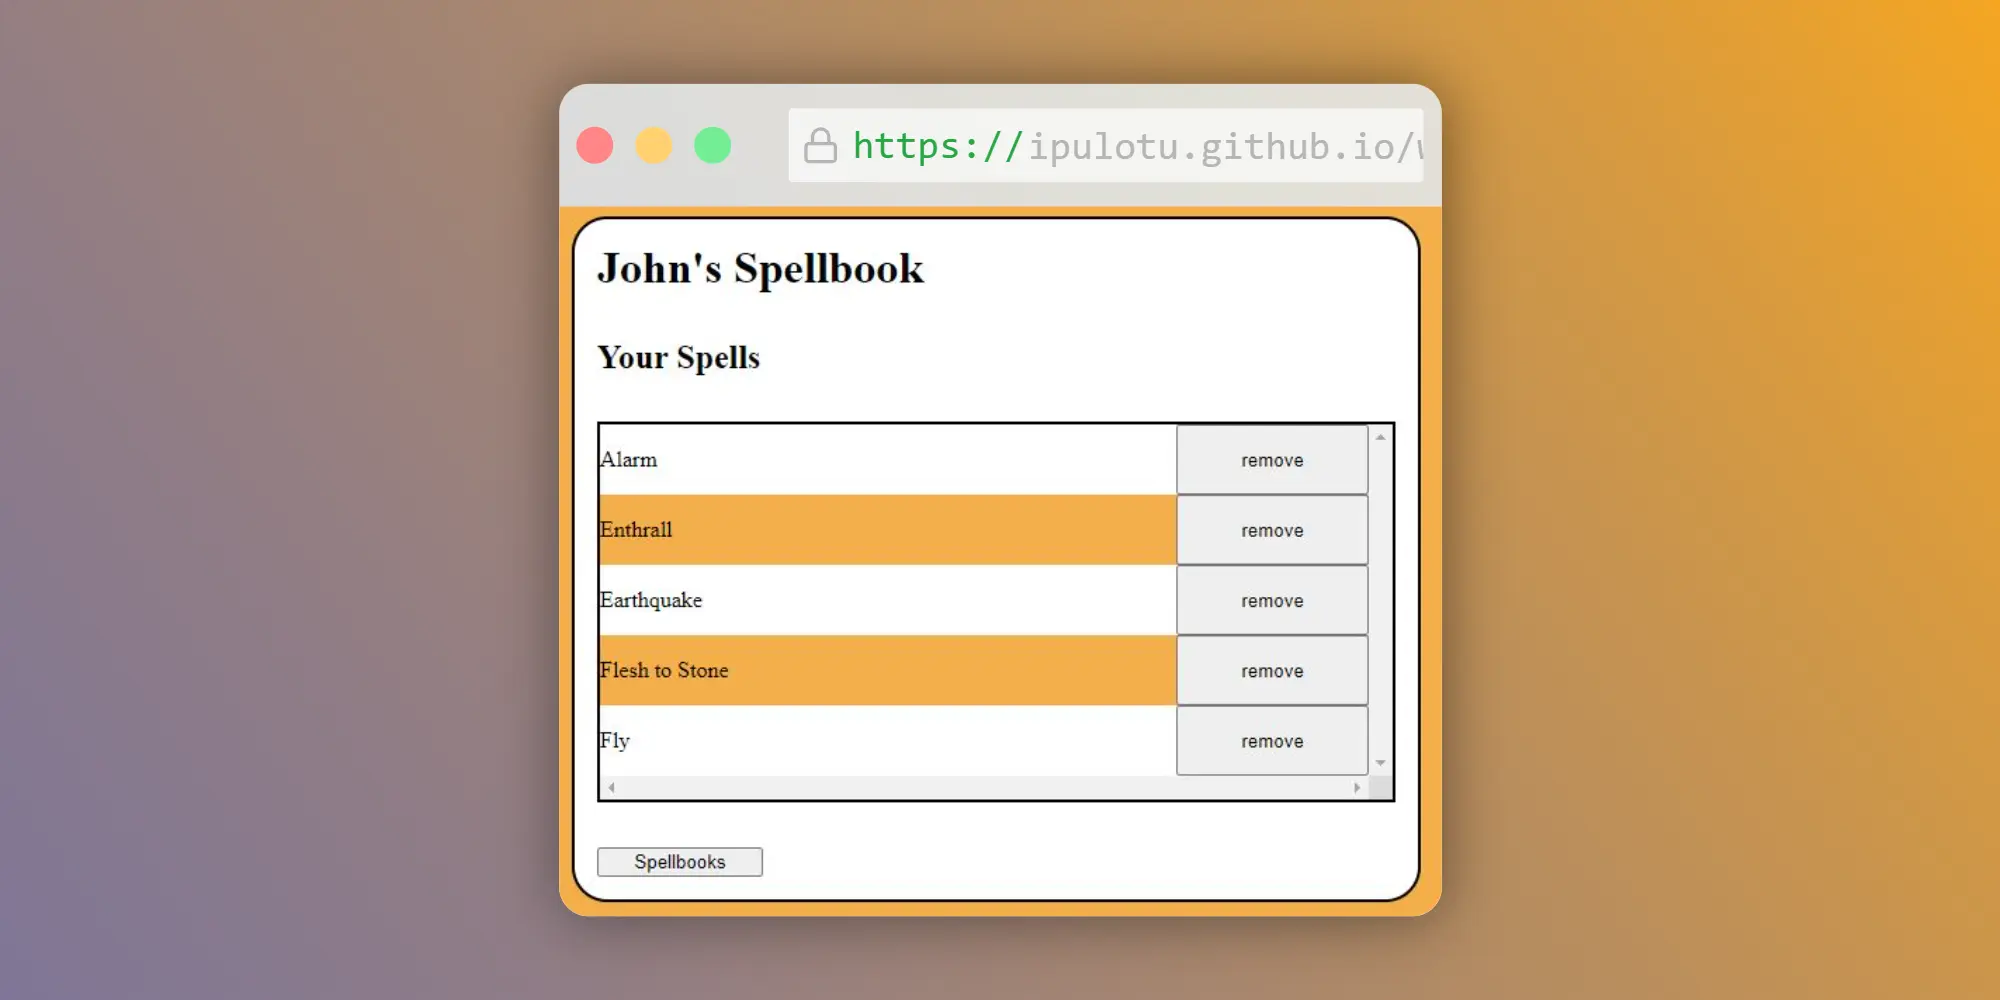 https://ipulotu.github.io/
John's Spellbook
Your Spells
Alarm remove
Enthrall remove
Earthquake remove
Flesh to Stone remove
Fly remove
Spellbooks